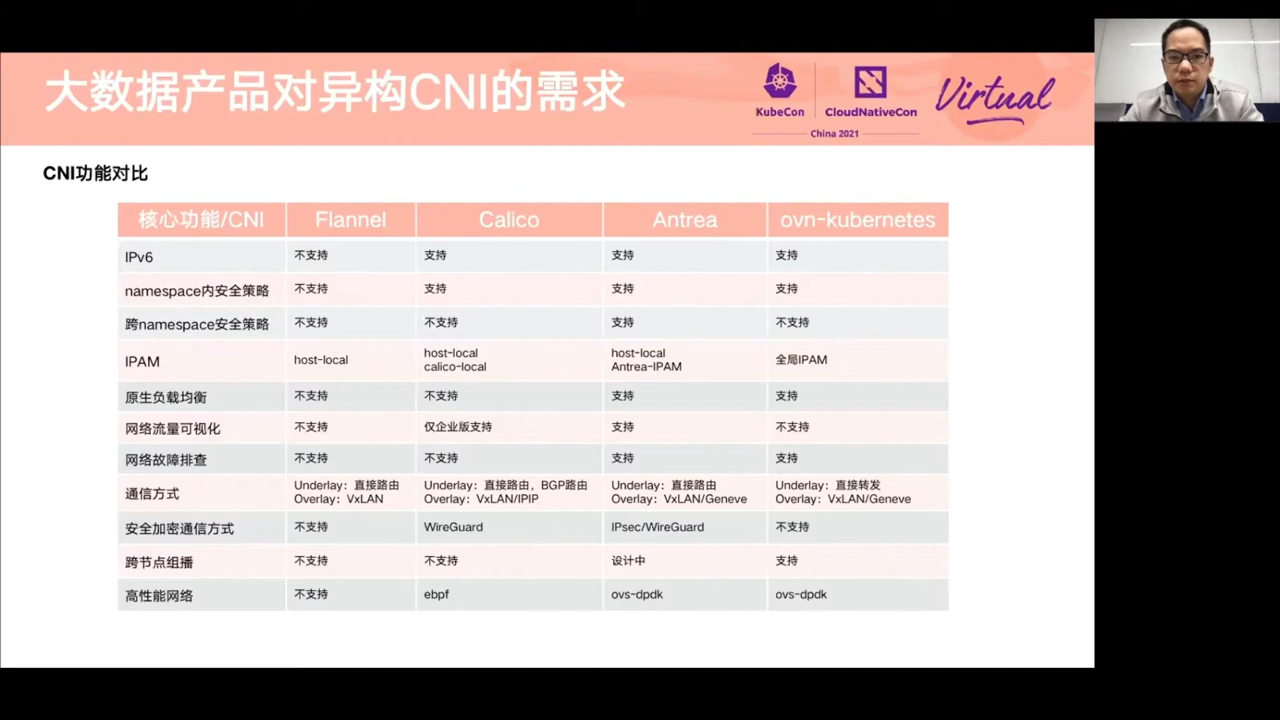 大数据产品对异构CNI的需求
KubeCon
CloudNativeCon
Virtual
China 2021
CNI功能对比
核心功能/CNI Flannel Calico Antrea ovn-kubernetes
IPv6 不支持 支持 支持 支持
namespace内安全策略 不支持 支持 支持 支持
跨namespace安全策略 不支持 不支持 支持 不支持
IPAM host-local host-local calico-local host-local Antrea-IPAM 全局IPAM
原生负载均衡 不支持 不支持 支持 支持
网络流量可视化 不支持 仅企业版支持 支持 不支持
网络故障排查 不支持 不支持 支持 支持
通信方式 Underlay：直接路由 Overlay：VxLAN Underlay：直接路由，BGP路由 Overlay：VxLAN/IPIP Underlay：直接路由 Overlay：VxLAN/Geneve Underlay：直接转发 Overlay：VxLAN/Geneve
安全加密通信方式 不支持 WireGuard IPsec/WireGuard 不支持
跨节点组播 不支持 不支持 设计中 支持
高性能网络 不支持 ebpf ovs-dpdk ovs-dpdk